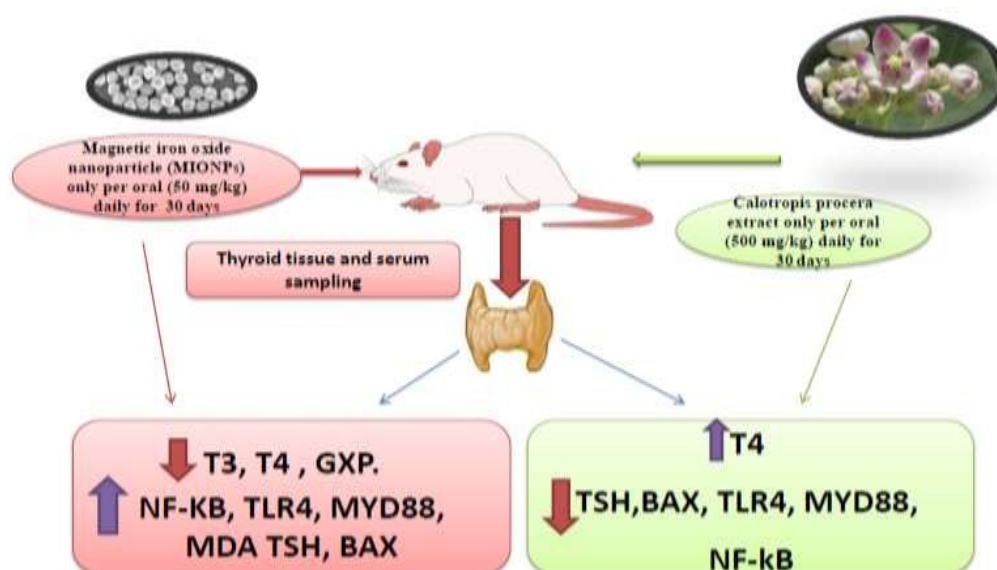 Magnetic iron oxide
nanoparticle (MIONPs)
only per oral (50 mg/kg)
daily for 30 days
Calotropis procera
extract only per oral
(500 mg/kg) daily for
30 days
Thyroid tissue and serum
sampling
T3, T4 , GXP.
NF-KB, TLR4, MYD88,
MDA TSH, BAX
T4
TSH,BAX, TLR4, MYD88,
NF-kB